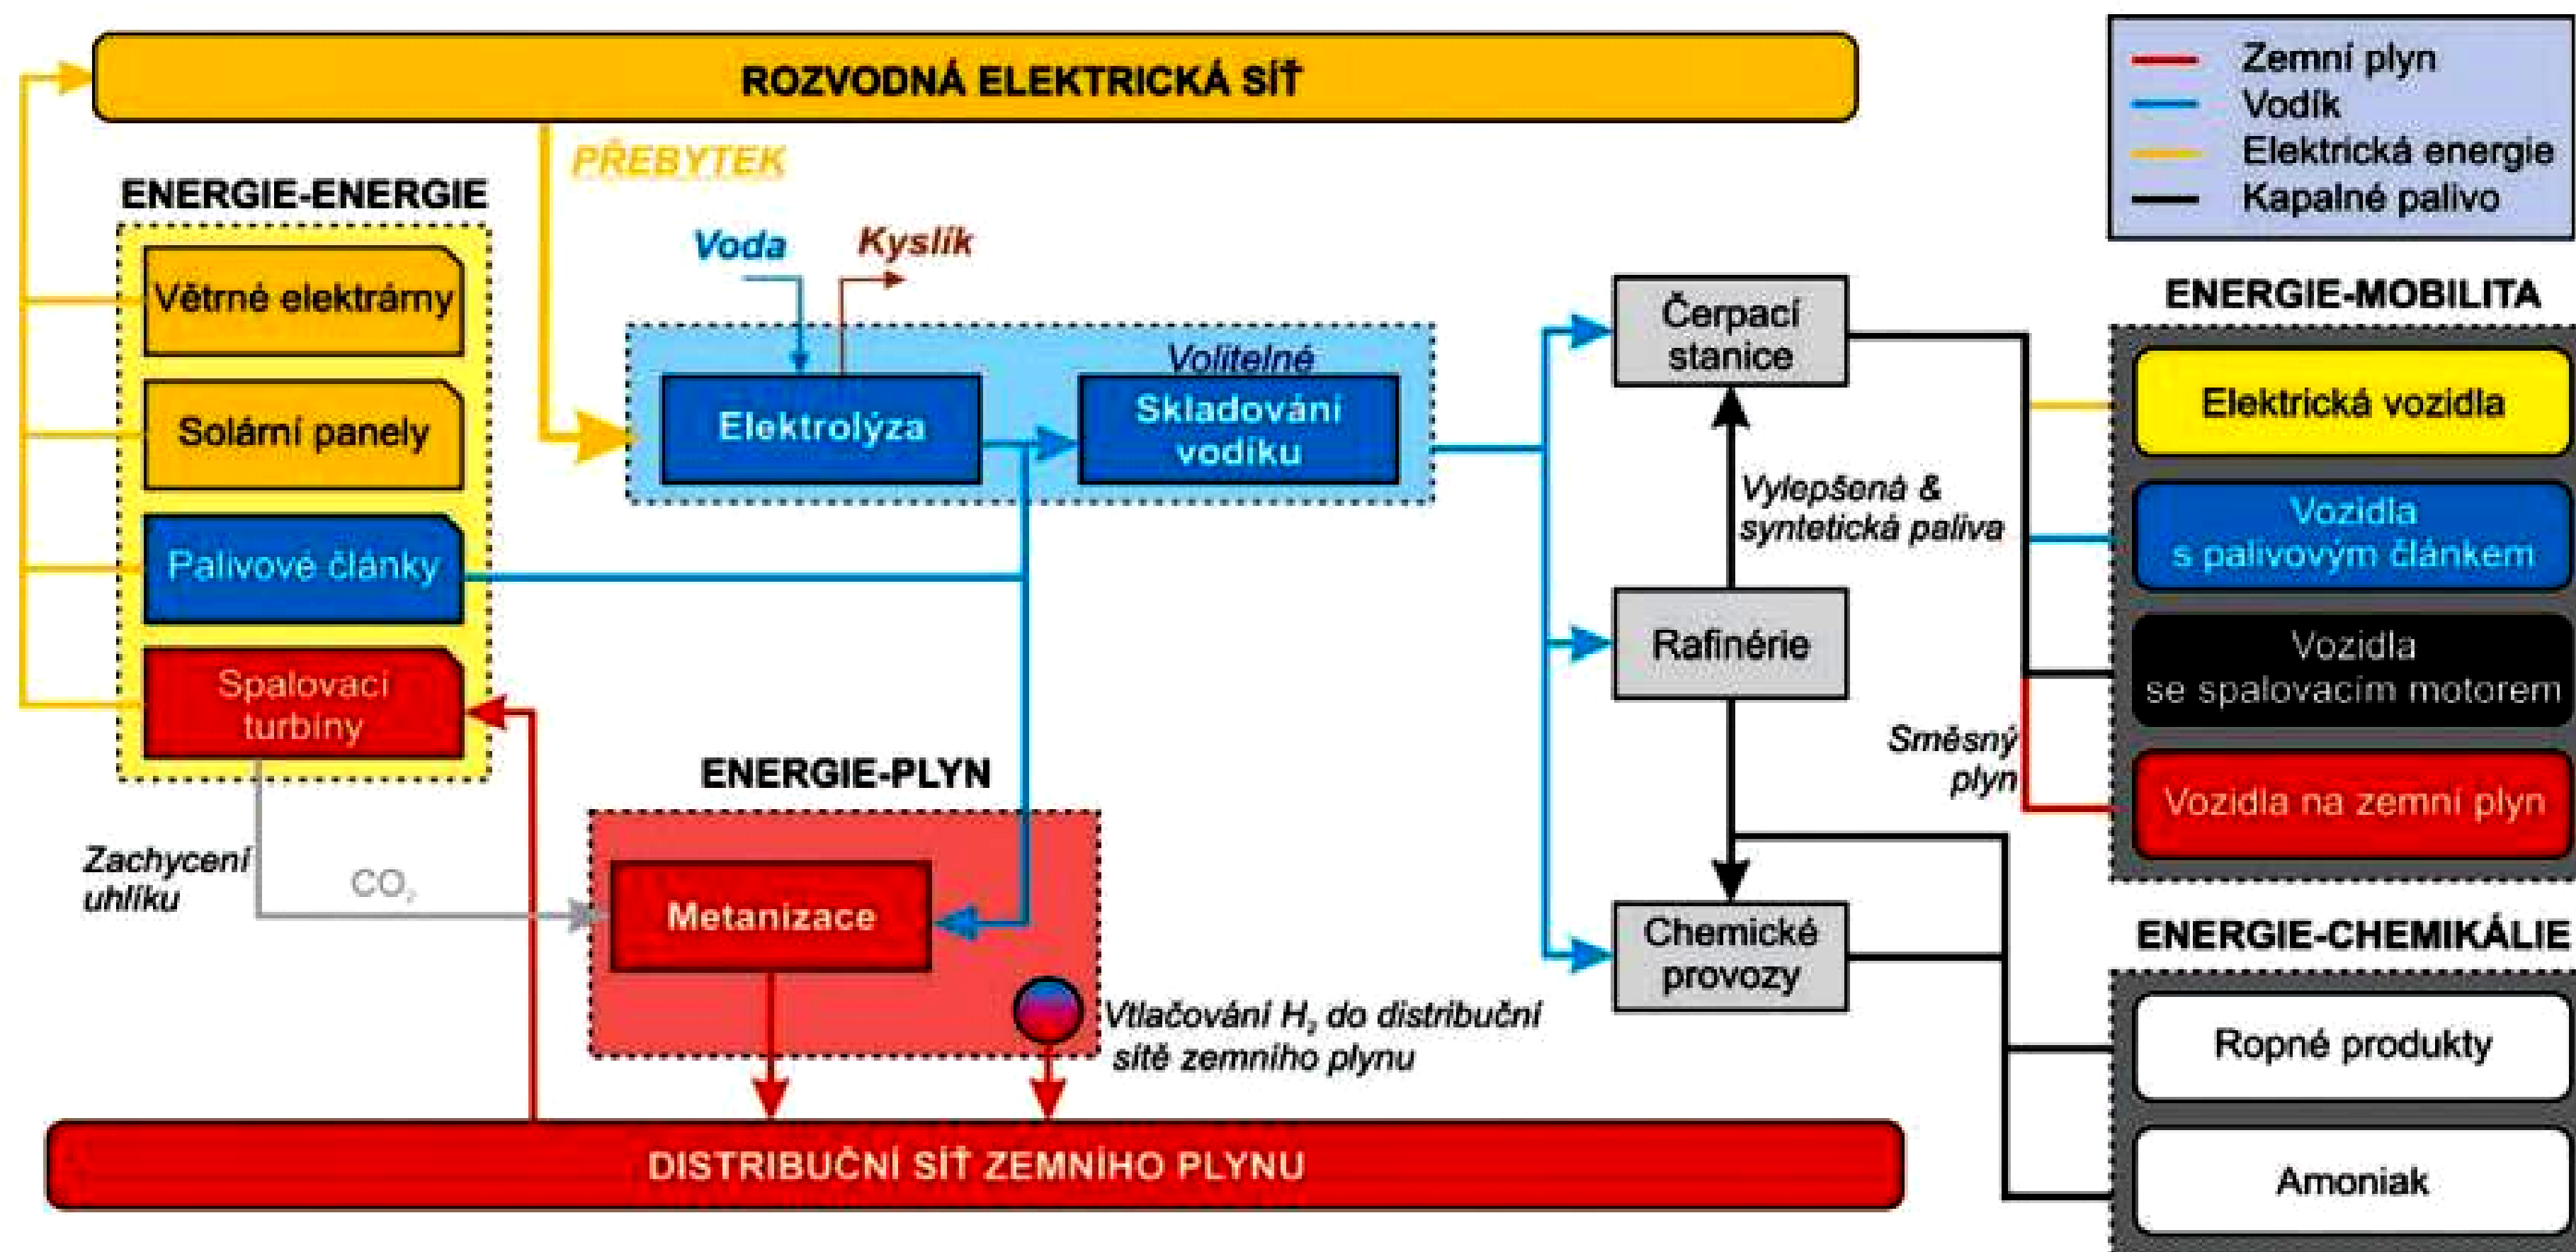 ROZVODNÁ ELEKTRICKÁ SÍŤ
Zemní plyn
Vodík
Elektrická energie
Kapalné palivo
PŘEBYTEK
ENERGIE-ENERGIE
Větrné elektrárny
Solární panely
Palivové články
Spalovací
turbíny
Voda
Kyslík
Volitelné
Elektrolýza
Skladování
vodíku
Čerpací
stanice
Vylepšená &
syntetická paliva
Rafinérie
Chemické
provozy
ENERGIE-MOBILITA
Elektrická vozidla
Vozidla
s palivovým článkem
Vozidla
se spalovacím motorem
Směsný
plyn
Vozidla na zemní plyn
ENERGIE-PLYN
Zachycení
uhlíku
CO₂
Metanizace
Vtlačování H₂ do distribuční
sítě zemního plynu
ENERGIE-CHEMIKÁLIE
Ropné produkty
Amoniak
DISTRIBUČNÍ SÍŤ ZEMNÍHO PLYNU